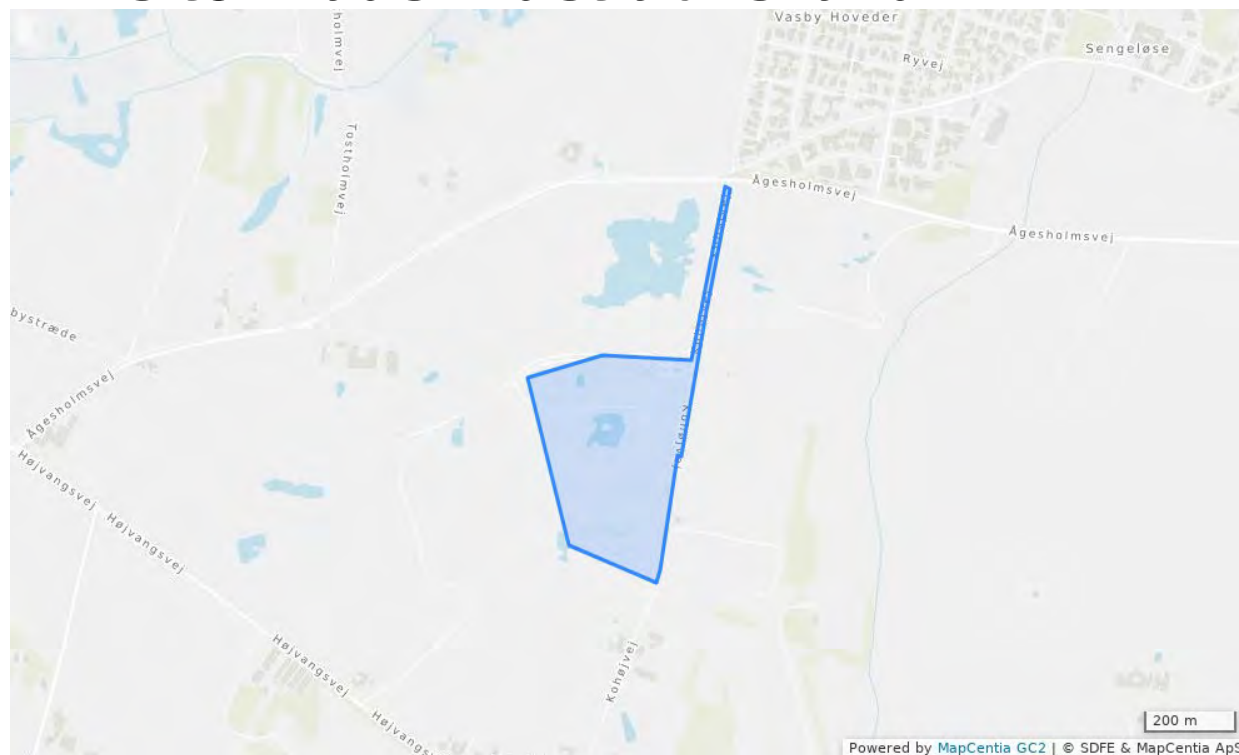 Vasby Hoveder
Sengeløse
Ryvej
holmvej
Tostholmvej
Ågesholmsvej
Ågesholmsvej
bystræde
Ågesholmsvej
Kohøjvej
Højvangsvej
Højvangsvej
Højvangsvej
Højvangsvej
Kohøjvej
200 m
Powered by MapCentia GC2 | © SDFE & MapCentia ApS